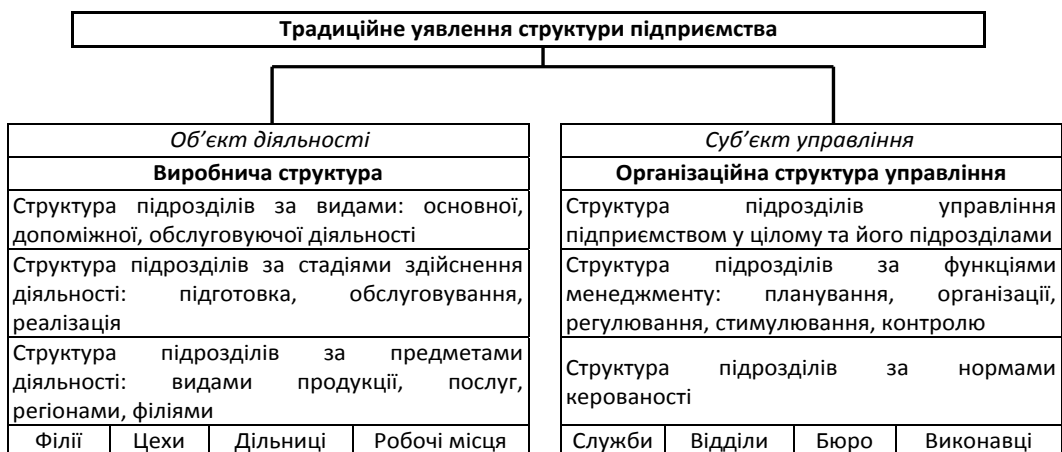 Традиційне уявлення структури підприємства
Об’єкт діяльності
Виробнича структура
Структура підрозділів за видами: основної,
допоміжної, обслуговуючої діяльності
Структура підрозділів за стадіями здійснення
діяльності: підготовка, обслуговування,
реалізація
Структура підрозділів за предметами
діяльності: видами продукції, послуг,
регіонами, філіями
Філії Цехи Дільниці Робочі місця
Суб’єкт управління
Організаційна структура управління
Структура підрозділів управління
підприємством у цілому та його підрозділами
Структура підрозділів за функціями
менеджменту: планування, організації,
регулювання, стимулювання, контролю
Структура підрозділів за нормами
керованості
Служби Відділи Бюро Виконавці